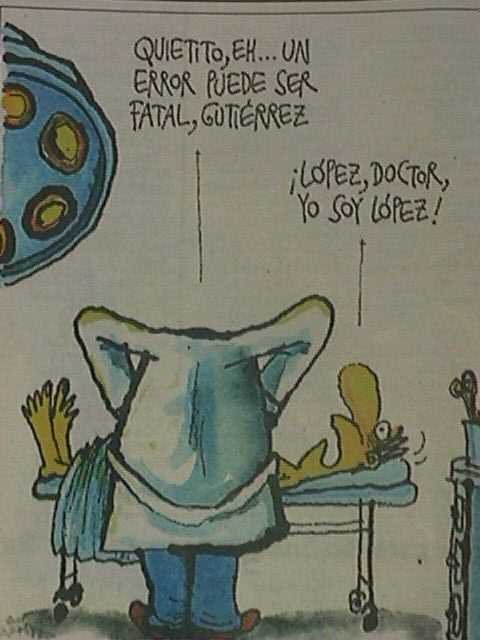 QUIETITO, EH... UN
ERROR PUEDE SER
FATAL, GUTIÉRREZ
¡LÓPEZ, DOCTOR,
YO SOY LÓPEZ!